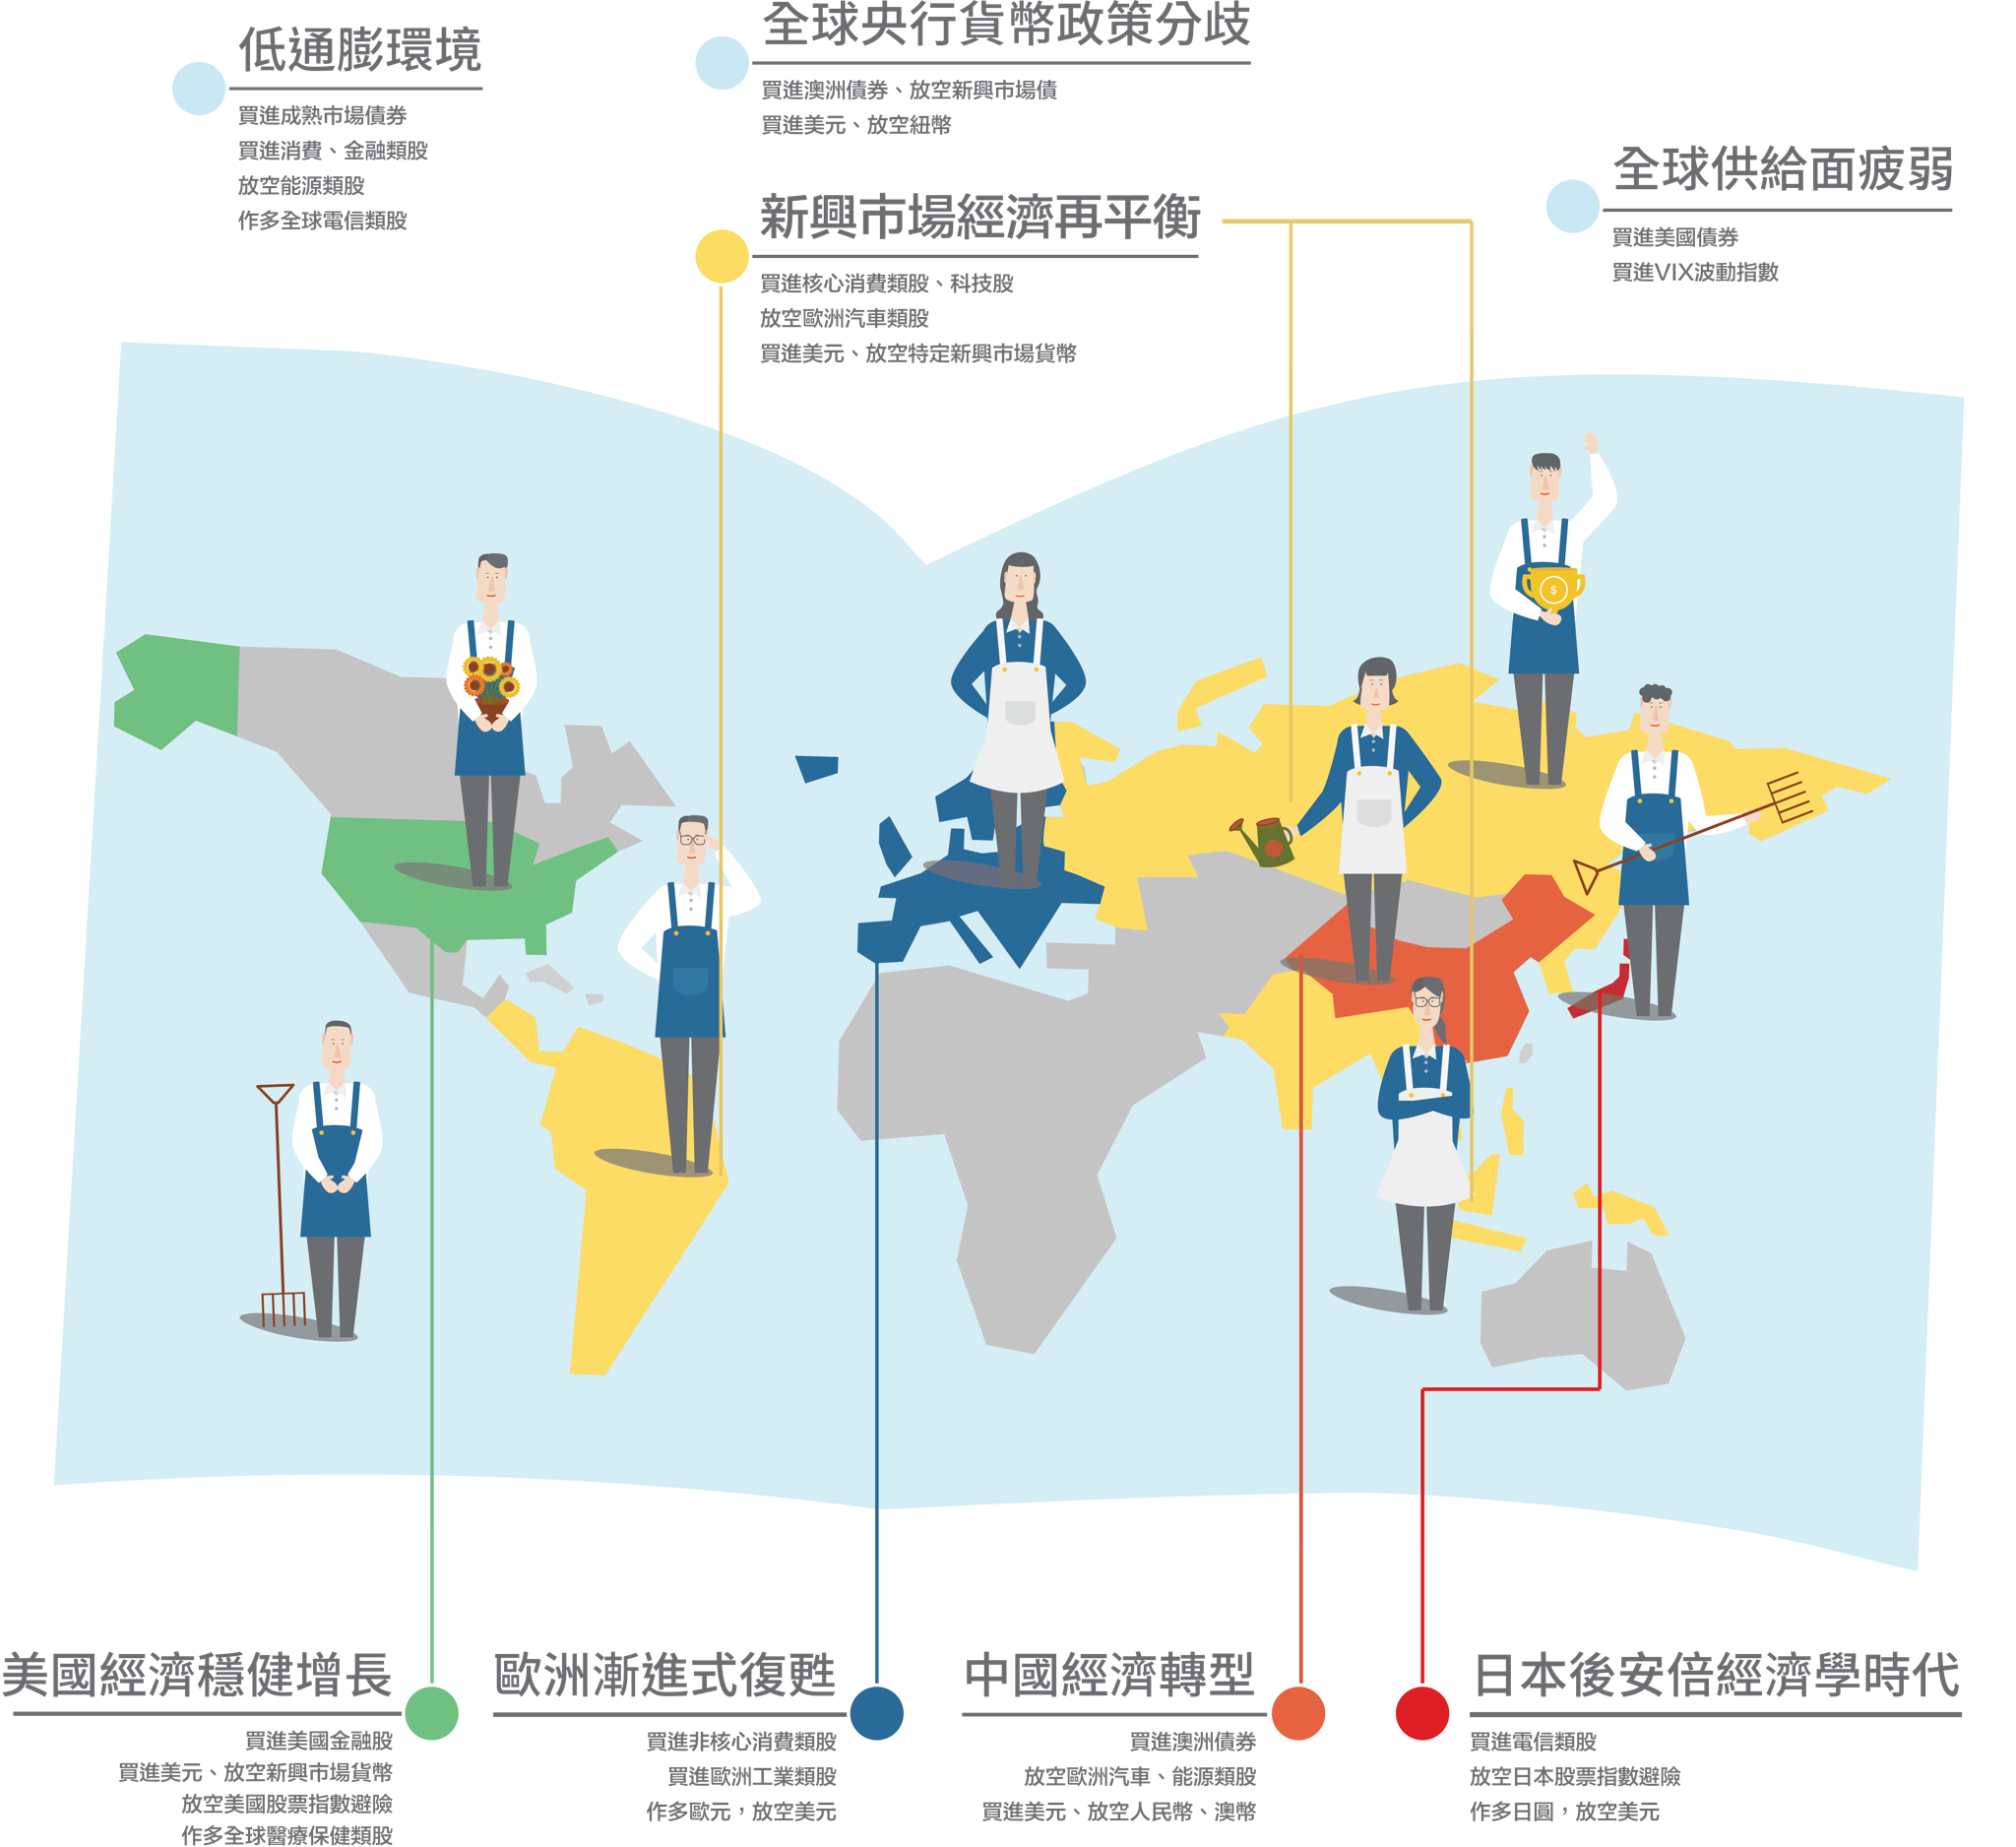 低通膨環境
買進成熟市場債券
買進消費、金融類股
放空能源類股
作多全球電信類股
全球央行貨幣政策分歧
買進澳洲債券、放空新興市場債
買進美元、放空紐幣
新興市場經濟再平衡
買進核心消費類股、科技股
放空歐洲汽車類股
買進美元、放空特定新興市場貨幣
全球供給面疲弱
買進美國債券
買進VIX波動指數
$
美國經濟穩健增長
買進美國金融股
買進美元、放空新興市場貨幣
放空美國股票指數避險
作多全球醫療保健類股
歐洲漸進式復甦
買進非核心消費類股
買進歐洲工業類股
作多歐元，放空美元
中國經濟轉型
買進澳洲債券
放空歐洲汽車、能源類股
買進美元、放空人民幣、澳幣
日本後安倍經濟學時代
買進電信類股
放空日本股票指數避險
作多日圓，放空美元